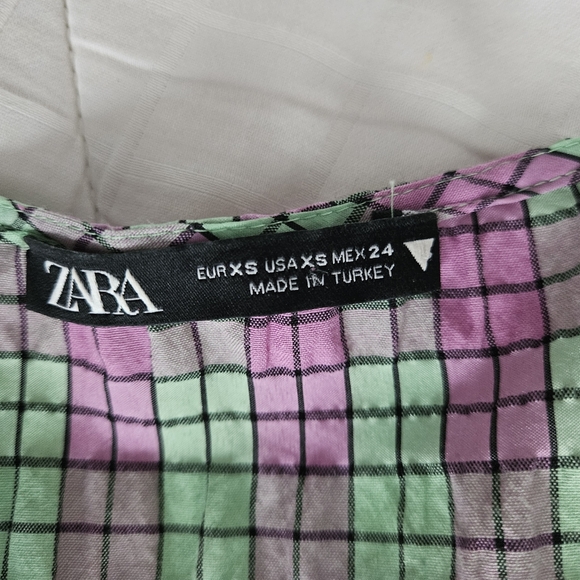 ZARA
EUR XS USA XS MEX 24
MADE IN TURKEY